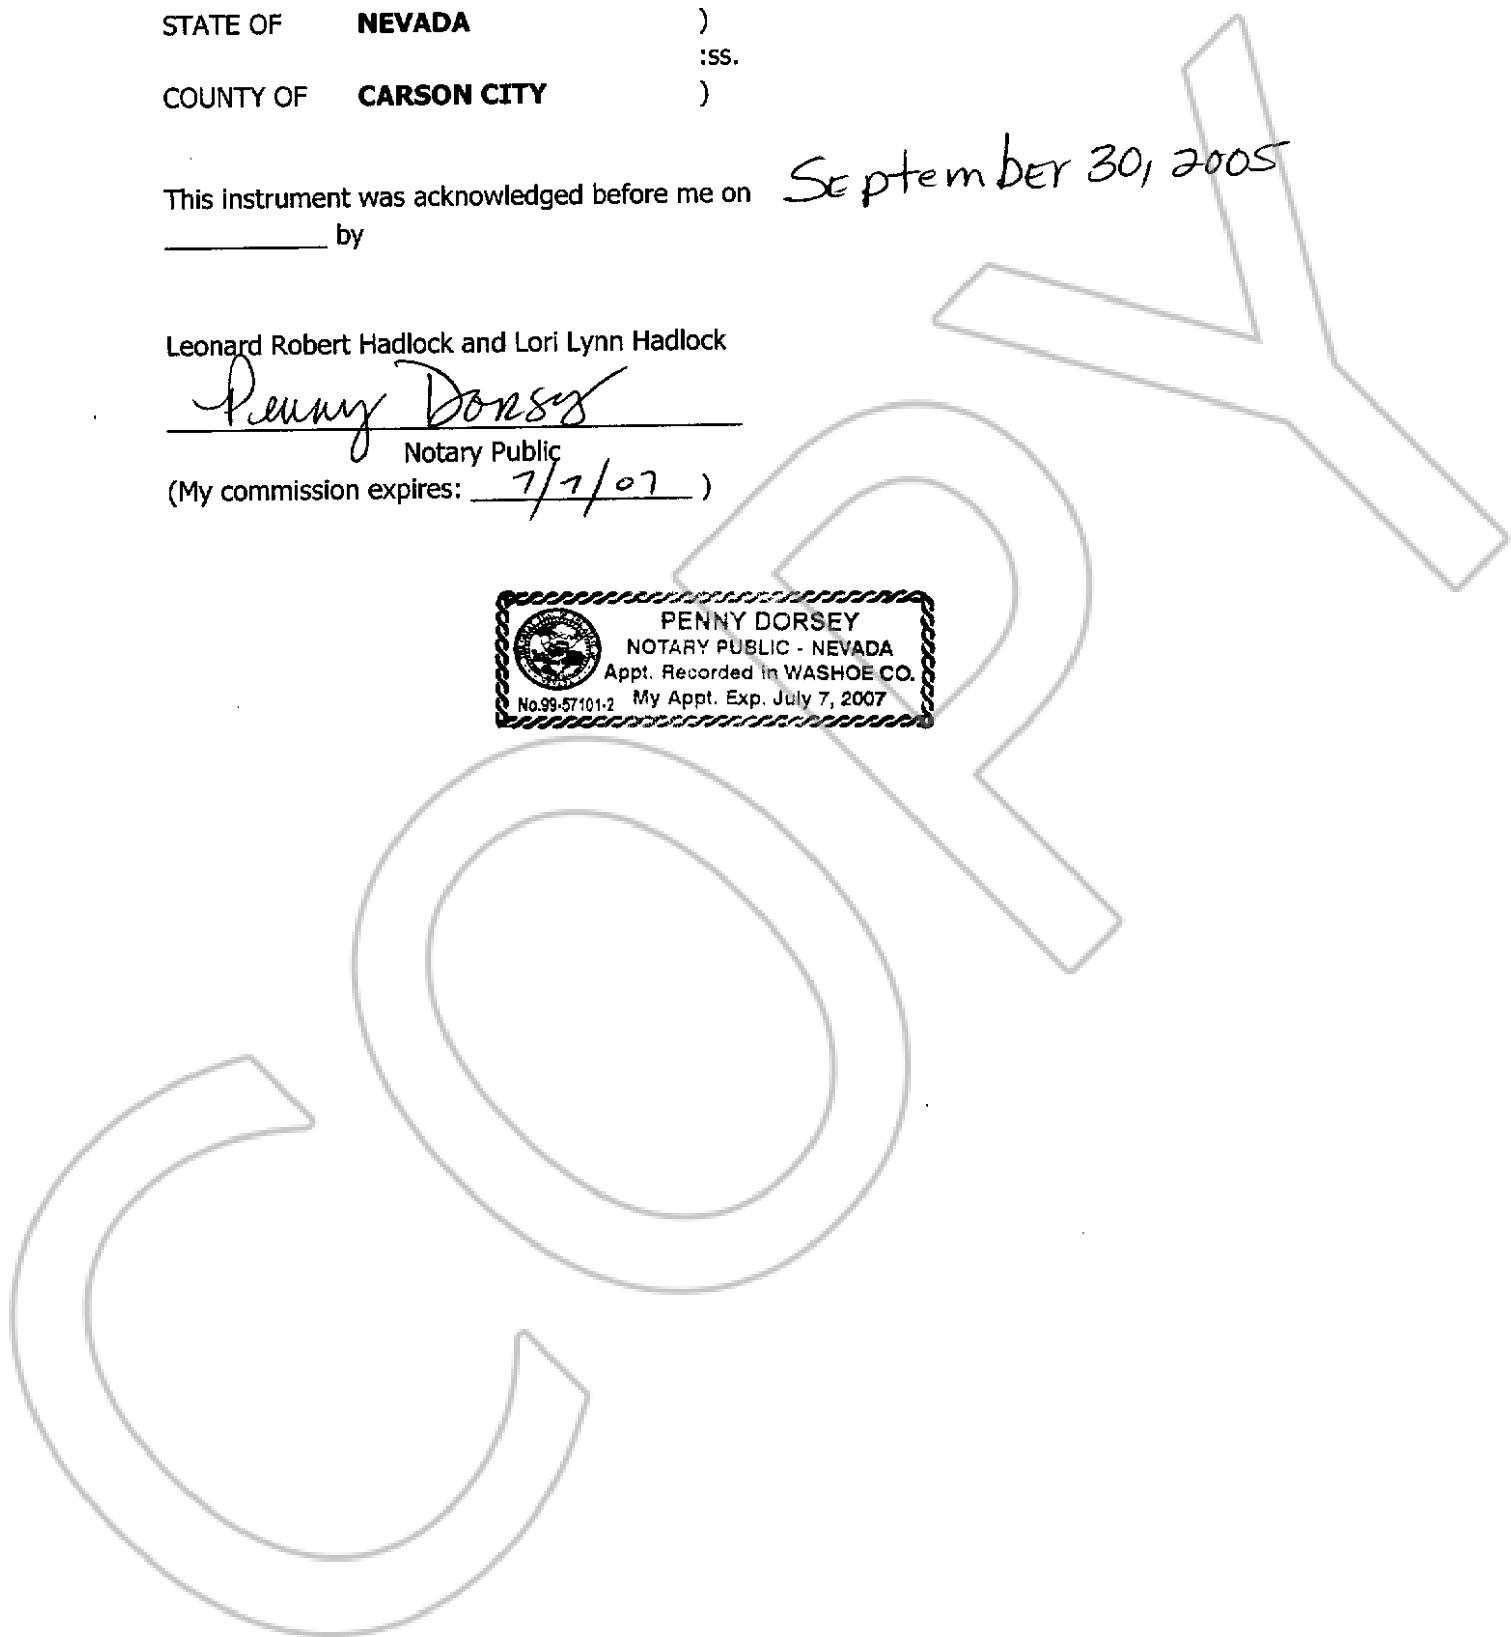 STATE OF NEVADA )
:ss.
COUNTY OF CARSON CITY )
This instrument was acknowledged before me on September 30, 2005
__________ by
Leonard Robert Hadlock and Lori Lynn Hadlock
Penny Dorsey
Notary Public
(My commission expires: 7/7/07 )
PENNY DORSEY
NOTARY PUBLIC - NEVADA
Appt. Recorded in WASHOE CO.
No.99-57101-2 My Appt. Exp. July 7, 2007
COPY